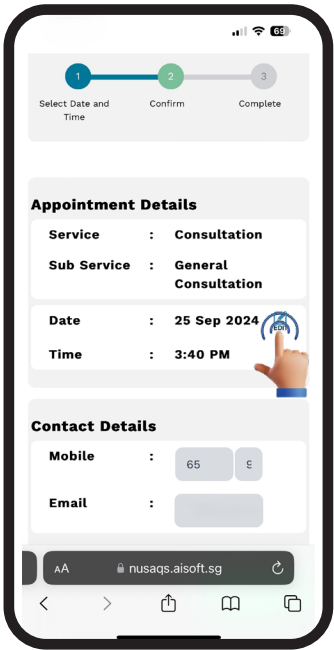 69
1
2
3
Select Date and
Time
Confirm
Complete
Appointment Details
Service : Consultation
Sub Service : General
Consultation
Date : 25 Sep 2024
EDIT
Time : 3:40 PM
Contact Details
Mobile : 65 9
Email :
AA nusaqs.aisoft.sg